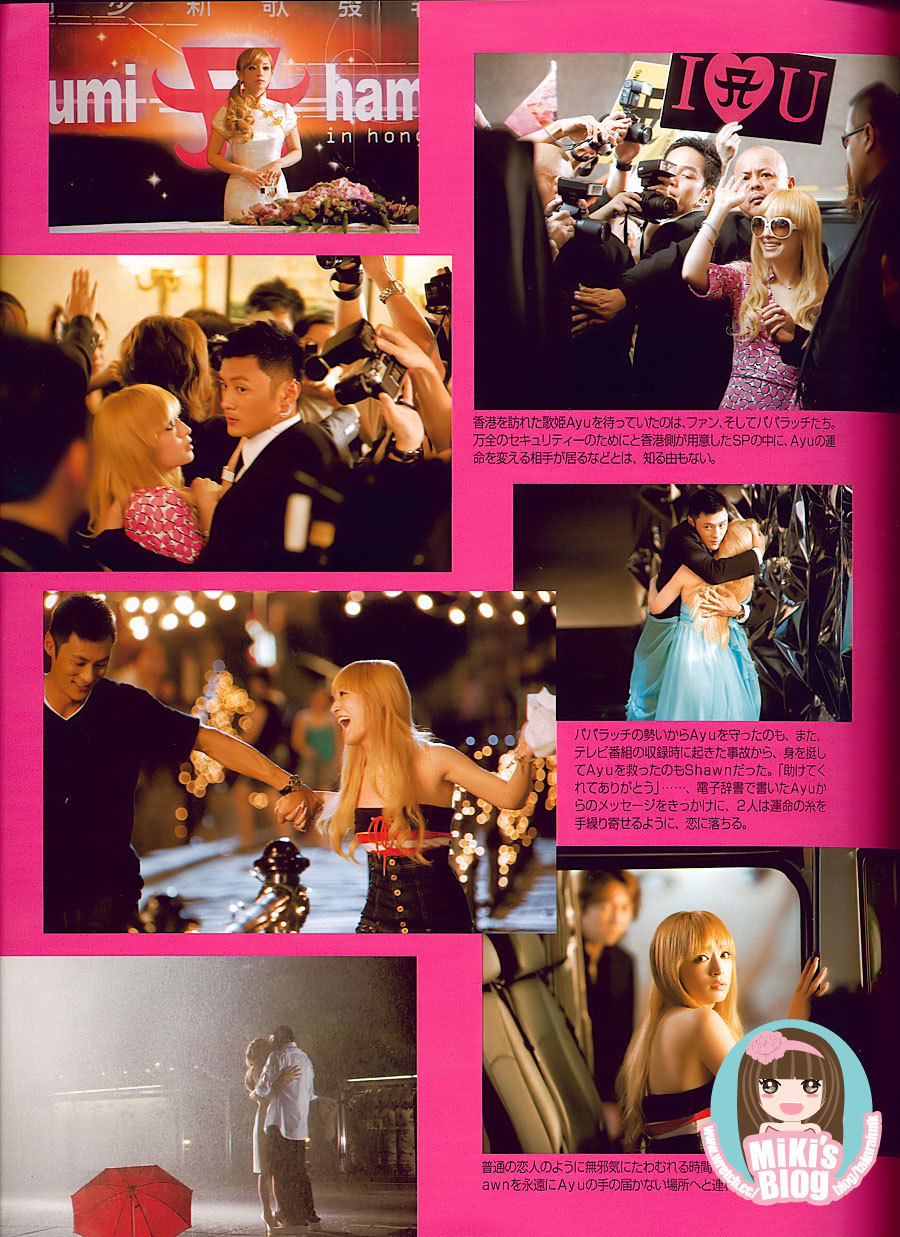 新歌發
umi
ham
in hong
I
U
香港を訪れた歌姫Ayuを待っていたのは、ファン、そしてパパラッチたち。
万全のセキュリティーのためにと香港側が用意したSPの中に、Ayuの運
命を変える相手が居るなどとは、知る由もない。
パパラッチの勢いからAyuを守ったのも、また、
テレビ番組の収録時に起きた事故から、身を挺し
てAyuを救ったのもShawnだった。「助けてく
れてありがとう」……、電子辞書で書いたAyuか
らのメッセージをきっかけに、2人は運命の糸を
手繰り寄せるように、恋に落ちる。
普通の恋人のように無邪気にたわむれる時間
awnを永遠にAyuの手の届かない場所へと連
MiKi's
BLOG
www.wretch.cc/
blog/